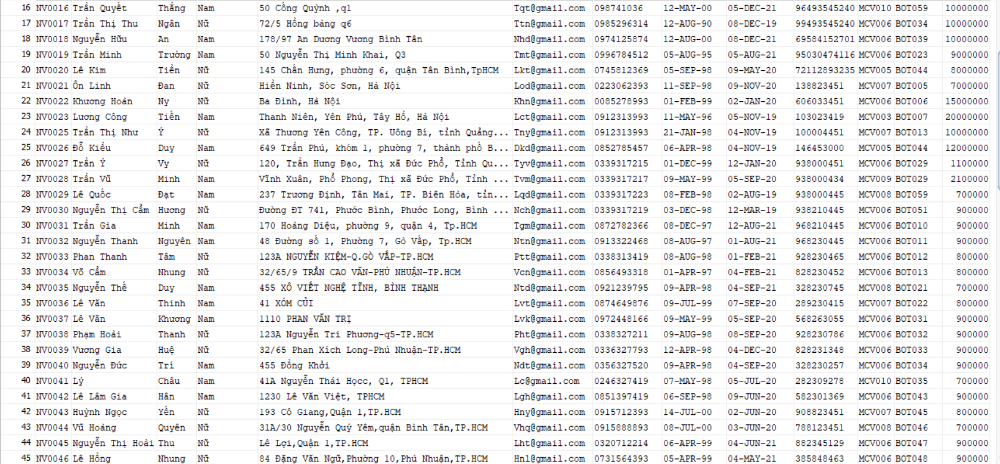 16 NV0016 Trần Quyết Thắng Nam 50 Cống Quỳnh ,q1 Tqt@gmail.com 098741036 12-MAY-00 05-DEC-21 96493545240 MCV010 BOT059 10000000
17 NV0017 Trần Thị Thu Ngân Nữ 72/5 Hồng bàng q6 Ttn@gmail.com 0985296314 12-AUG-90 08-DEC-19 99493545240 MCV006 BOT034 10000000
18 NV0018 Nguyễn Hữu An Nam 178/97 An Dương Vương Bình Tân Nhd@gmail.com 0974125874 12-AUG-00 08-DEC-21 69584152701 MCV006 BOT039 10000000
19 NV0019 Trần Minh Trường Nam 50 Nguyễn Thị Minh Khai, Q3 Tmt@gmail.com 0996784512 05-AUG-95 05-AUG-21 95030474116 MCV006 BOT023 9000000
20 NV0020 Lê Kim Tiền Nữ 145 Chấn Hưng, phường 6, quận Tân Bình,TpHCM Lkt@gmail.com 0745812369 05-SEP-98 09-MAY-20 72112893235 MCV005 BOT044 8000000
21 NV0021 Ôn Linh Đan Nữ Hiền Ninh, Sóc Sơn, Hà Nội Lod@gmail.com 0223062393 11-SEP-98 09-NOV-20 138823451 MCV007 BOT005 7000000
22 NV0022 Khương Hoàn Ny Nữ Ba Đình, Hà Nội Khn@gmail.com 0085278993 01-FEB-99 02-JAN-20 606033451 MCV006 BOT006 15000000
23 NV0023 Lương Công Tiến Nam Thanh Niên, Yên Phú, Tây Hồ, Hà Nội Lct@gmail.com 0912313993 11-MAY-96 05-NOV-19 103023419 MCV003 BOT007 20000000
24 NV0025 Trần Thị Như Ý Nữ Xã Thương Yên Công, TP. Uông Bí, tỉnh Quảng... Tny@gmail.com 0912313993 21-JAN-98 04-NOV-19 100004451 MCV007 BOT013 10000000
25 NV0026 Đỗ Kiều Duy Nam 649 Trần Phú, khóm 1, phường 7, thành phố B... Dkd@gmail.com 0852785457 06-APR-98 04-NOV-19 146453000 MCV005 BOT044 12000000
26 NV0027 Trần Ý Vy Nữ 120, Trần Hưng Đạo, Thị xã Đức Phổ, Tỉnh Qu... Tyv@gmail.com 0339317215 01-DEC-99 12-JAN-20 938000451 MCV006 BOT029 1100000
27 NV0028 Trần Vũ Minh Nam Vĩnh Xuân, Phổ Phong, Thị xã Đức Phổ, Tỉnh ... Tvm@gmail.com 0339317217 09-MAY-99 05-SEP-20 938000434 MCV009 BOT029 2100000
28 NV0029 Lê Quốc Đạt Nam 237 Trương Định, Tân Mai, TP. Biên Hòa, tỉn... Lqd@gmail.com 0339317223 08-FEB-98 02-AUG-19 938000445 MCV008 BOT059 700000
29 NV0030 Nguyễn Thị Cẩm Hương Nữ Đường ĐT 741, Phước Bình, Phước Long, Bình ... Nch@gmail.com 0339317219 03-DEC-98 12-MAR-19 938210445 MCV006 BOT051 900000
30 NV0031 Trần Gia Minh Nam 170 Hoàng Diệu, phường 9, quận 4, Tp.HCM Tgm@gmail.com 0872782366 08-DEC-97 12-AUG-21 968210445 MCV006 BOT010 900000
31 NV0032 Nguyễn Thanh Nguyên Nam 48 Đường số 1, Phường 7, Gò Vấp, Tp.HCM Ntn@gmail.com 0913322468 08-AUG-97 01-AUG-21 968230445 MCV006 BOT011 900000
32 NV0033 Phan Thanh Tâm Nữ 123A NGUYỄN KIỆM-Q.GÒ VẤP-TP.HCM Ptt@gmail.com 0338313419 08-AUG-98 01-FEB-21 928230465 MCV006 BOT012 800000
33 NV0034 Võ Cẩm Nhung Nữ 32/65/9 TRẦN CAO VĂN-PHÚ NHUẬN-TP.HCM Vcn@gmail.com 0856493318 01-APR-97 04-FEB-21 828230452 MCV006 BOT013 800000
34 NV0035 Nguyễn Thế Duy Nam 455 XÔ VIẾT NGHỆ TĨNH, BÌNH THẠNH Ntd@gmail.com 0921239795 09-APR-98 04-SEP-21 328230745 MCV008 BOT021 700000
35 NV0036 Lê Văn Thinh Nam 41 XÓM CỦI Lvt@gmail.com 0874649876 09-JUL-99 07-SEP-20 289230415 MCV007 BOT022 800000
36 NV0037 Lê Văn Khương Nam 1110 PHAN VĂN TRỊ Lvk@gmail.com 0972448166 09-MAY-99 05-SEP-20 568263055 MCV006 BOT031 900000
37 NV0038 Phạm Hoài Thanh Nữ 123A Nguyễn Tri Phương-q5-TP.HCM Pht@gmail.com 0338327211 09-AUG-98 08-SEP-20 928230786 MCV006 BOT032 900000
38 NV0039 Vương Gia Huệ Nữ 32/65 Phan Xích Long-Phú Nhuận-TP.HCM Vgh@gmail.com 0336327793 12-APR-98 04-DEC-20 828231348 MCV006 BOT033 900000
39 NV0040 Nguyễn Đức Trí Nam 455 Đồng Khởi Ndt@gmail.com 0356327520 09-APR-98 04-SEP-20 328230257 MCV006 BOT034 900000
40 NV0041 Lý Châu Nam 41A Nguyễn Thái Họcc, Q1, TPHCM Lc@gmail.com 0246327419 07-MAY-98 05-JUL-20 282309278 MCV010 BOT035 700000
41 NV0042 Lê Lâm Gia Hân Nam 1230 Lê Văn Việt, TPHCM Lgh@gmail.com 0851397419 06-SEP-98 09-JUN-20 582301369 MCV006 BOT043 900000
42 NV0043 Huỳnh Ngọc Yến Nữ 193 Cô Giang,Quận 1,TP.HCM Hny@gmail.com 0915712393 14-JUL-00 02-JUN-20 908823451 MCV007 BOT045 800000
43 NV0044 Vũ Hoàng Quyên Nữ 31A/30 Nguyễn Quý Yêm,quận Bình Tân,TP.HCM Vhq@gmail.com 0915888893 08-JUL-00 03-JUN-20 788123451 MCV008 BOT046 700000
44 NV0045 Nguyễn Thị Hoài Thu Nữ Lê Lợi,Quận 1,TP.HCM Lht@gmail.com 0320712214 06-APR-99 04-JUN-21 882345129 MCV006 BOT047 900000
45 NV0046 Lê Hồng Nhung Nữ 84 Đặng Văn Ngữ,Phường 10,Phú Nhuận,TP.HCM Hnl@gmail.com 0731564393 05-APR-99 04-MAY-21 385848463 MCV006 BOT048 900000